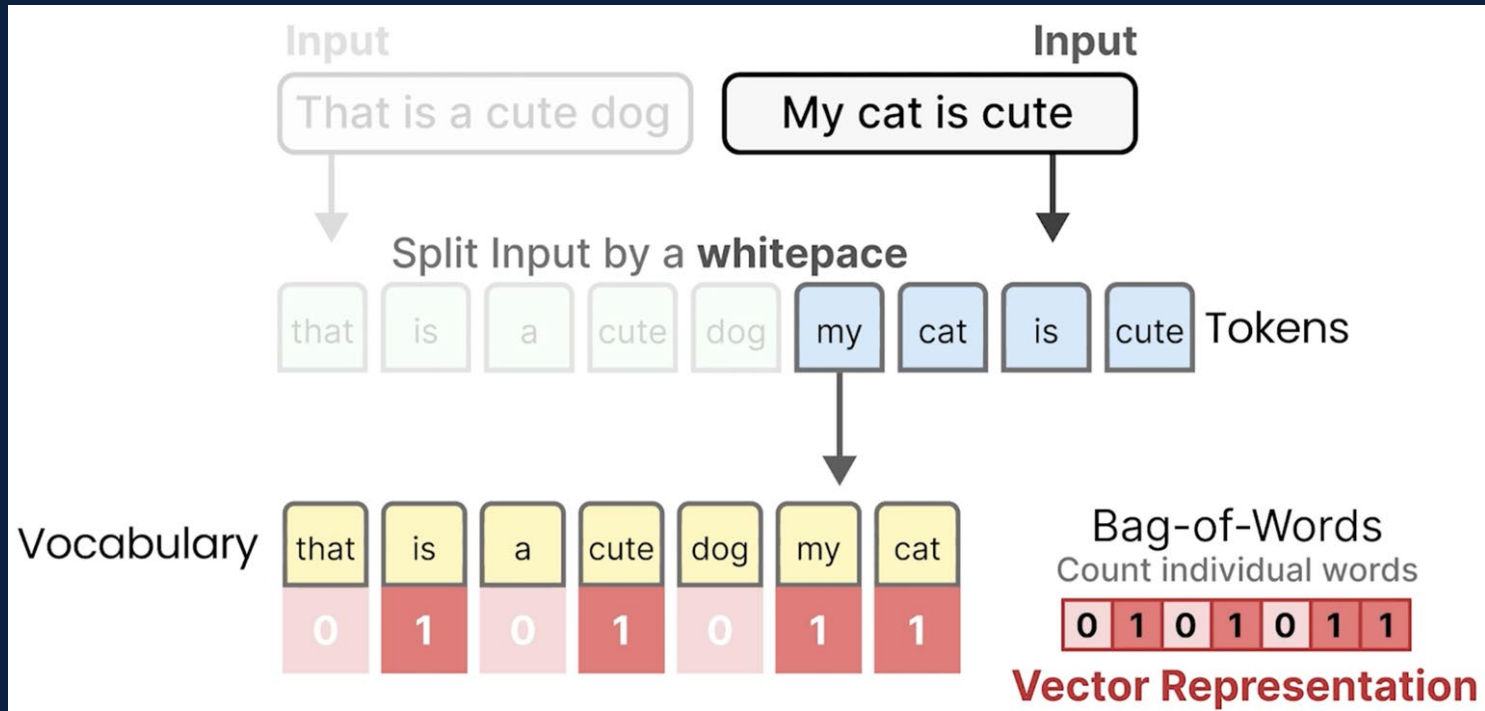 Input
Input
That is a cute dog
My cat is cute
Split Input by a whitepace
that is a cute dog my cat is cute Tokens
Vocabulary that is a cute dog my cat
0 1 0 1 0 1 1
Bag-of-Words
Count individual words
0 1 0 1 0 1 1
Vector Representation